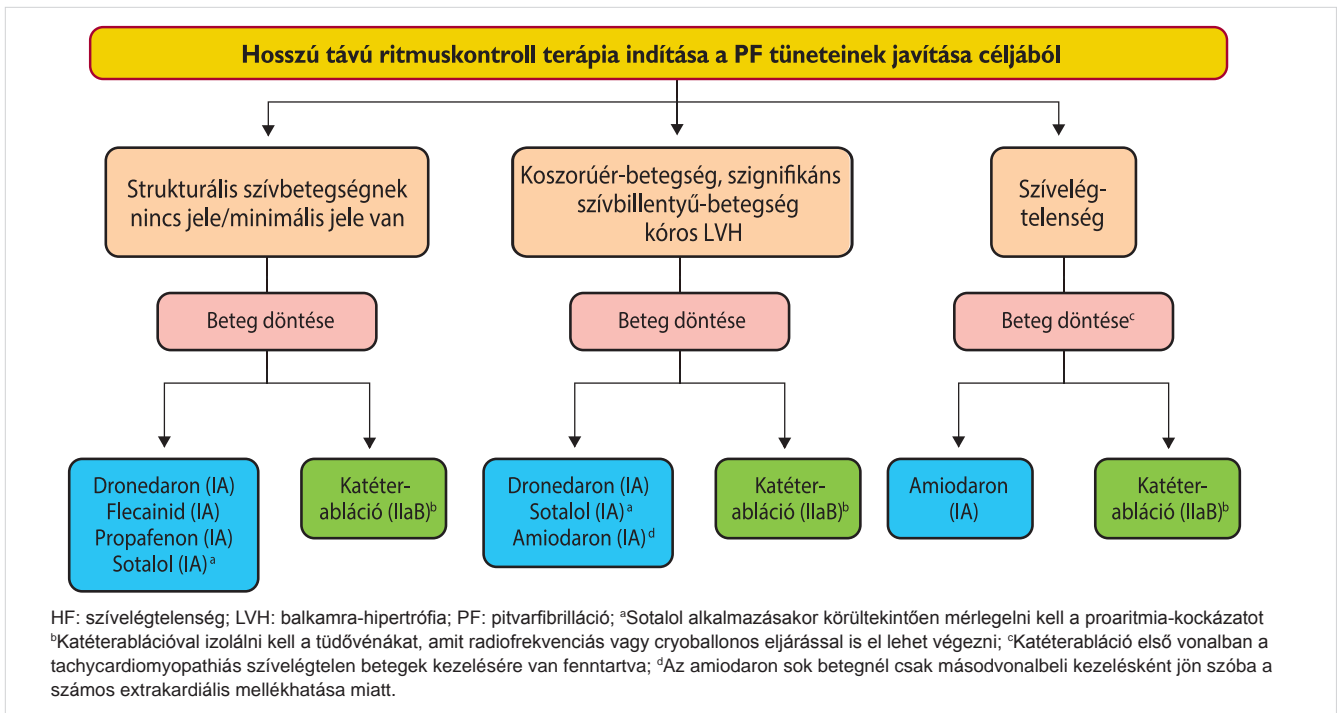 Hosszú távú ritmuskontroll terápia indítása a PF tüneteinek javítása céljából
Strukturális szívbetegségnek
nincs jele/minimális jele van
Koszorúér-betegség, szignifikáns
szívbillentyű-betegség
kóros LVH
Szívelég-
telenség
Beteg döntése
Beteg döntése
Beteg döntéseᶜ
Dronedaron (IA)
Flecainid (IA)
Propafenon (IA)
Sotalol (IA)ᵃ
Katéter-
abláció (IIaB)ᵇ
Dronedaron (IA)
Sotalol (IA)ᵃ
Amiodaron (IA)ᵈ
Katéter-
abláció (IIaB)ᵇ
Amiodaron
(IA)
Katéter-
abláció (IIaB)ᵇ
HF: szívelégtelenség; LVH: balkamra-hipertrófia; PF: pitvarfibrilláció; ᵃSotalol alkalmazásakor körültekintően mérlegelni kell a proaritmia-kockázatot
ᵇKatéterablációval izolálni kell a tüdővénákat, amit radiofrekvenciás vagy cryoballonos eljárással is el lehet végezni; ᶜKatéterabláció első vonalban a
tachycardiomyopathiás szívelégtelen betegek kezelésére van fenntartva; ᵈAz amiodaron sok betegnél csak másodvonalbeli kezelésként jön szóba a
számos extrakardiális mellékhatása miatt.